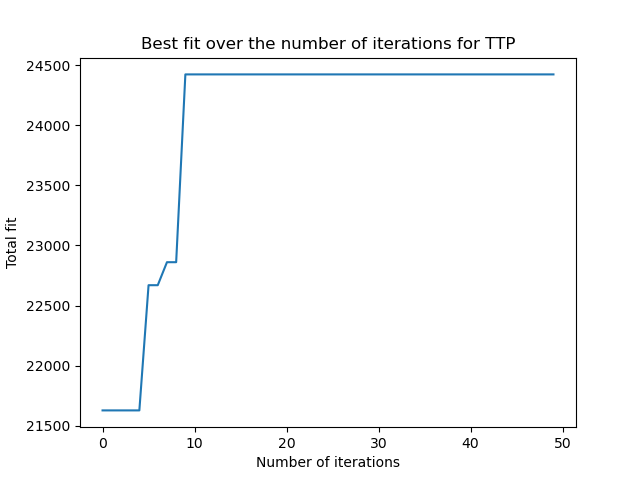 Best fit over the number of iterations for TTP
24500
24000
23500
23000
22500
22000
21500
Total fit
0 10 20 30 40 50
Number of iterations